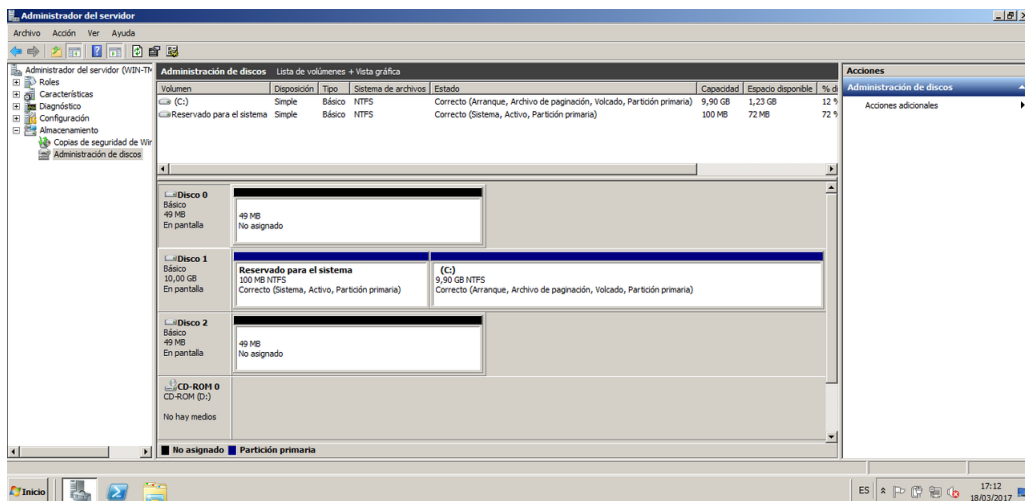 Administrador del servidor
Archivo Acción Ver Ayuda
Administrador del servidor (WIN-TM
Roles
Características
Diagnóstico
Configuración
Almacenamiento
Copias de seguridad de Wir
Administración de discos
Administración de discos Lista de volúmenes + Vista gráfica
Volumen Disposición Tipo Sistema de archivos Estado Capacidad Espacio disponible % di
(C:) Simple Básico NTFS Correcto (Arranque, Archivo de paginación, Volcado, Partición primaria) 9,90 GB 1,23 GB 12 %
Reservado para el sistema Simple Básico NTFS Correcto (Sistema, Activo, Partición primaria) 100 MB 72 MB 72 %
Disco 0
Básico
49 MB
En pantalla
49 MB
No asignado
Disco 1
Básico
10,00 GB
En pantalla
Reservado para el sistema
100 MB NTFS
Correcto (Sistema, Activo, Partición primaria)
(C:)
9,90 GB NTFS
Correcto (Arranque, Archivo de paginación, Volcado, Partición primaria)
Disco 2
Básico
49 MB
En pantalla
49 MB
No asignado
CD-ROM 0
CD-ROM (D:)
No hay medios
No asignado Partición primaria
Acciones
Administración de discos
Acciones adicionales
Inicio
ES
17:12
18/03/2017